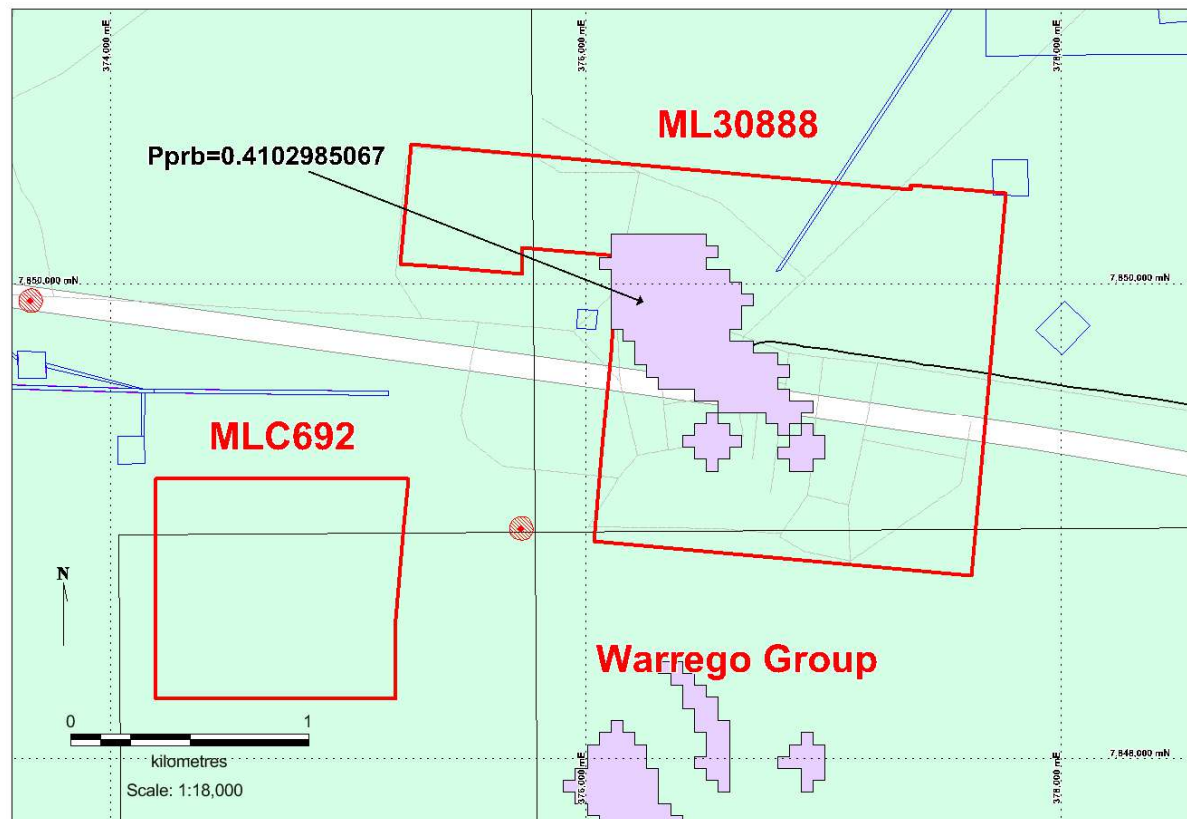 374,000 mE
376,000 mE
378,000 mE
ML30888
Pprb=0.4102985067
7,850,000 mN
7,850,000 mN
MLC692
N
Warrego Group
0
1
kilometres
Scale: 1:18,000
7,848,000 mN
376,000 mE
378,000 mE